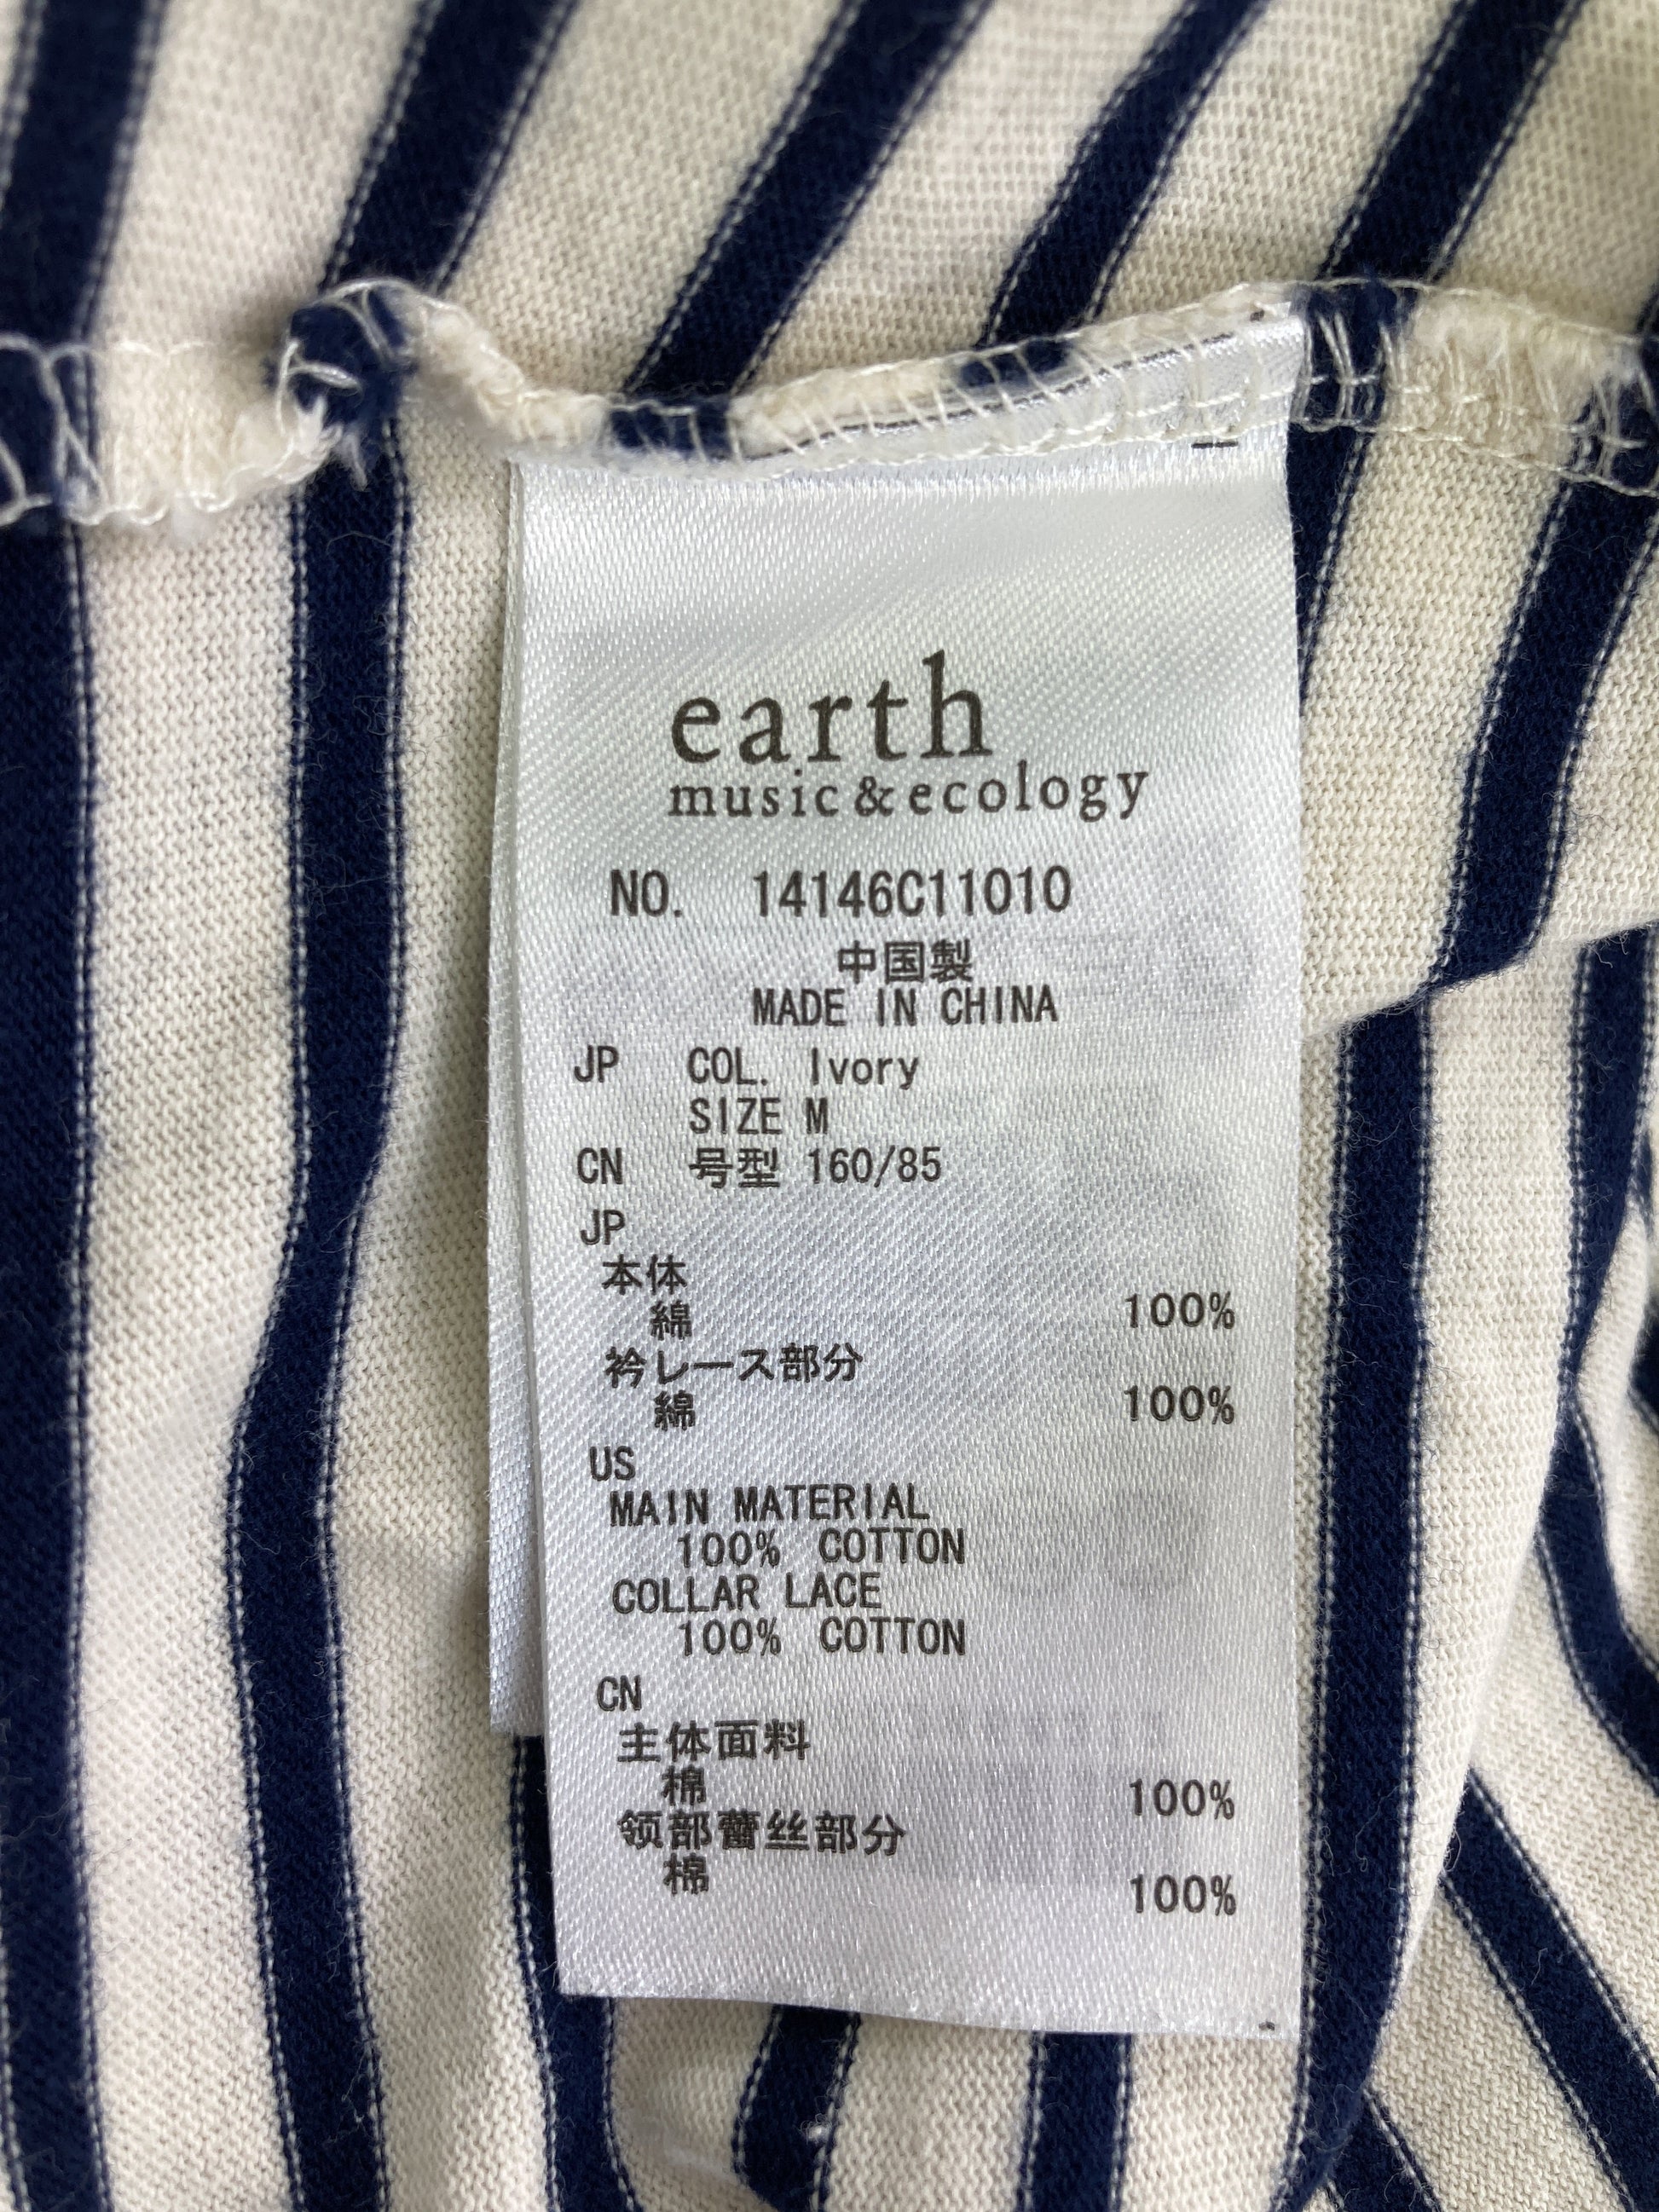 earth
music & ecology
NO. 14146C11010
中国製
MADE IN CHINA
JP COL. Ivory
SIZE M
CN 号型 160/85
JP
本体
綿 100%
衿レース部分
綿 100%
US
MAIN MATERIAL
100% COTTON
COLLAR LACE
100% COTTON
CN
主体面料
棉 100%
领部蕾丝部分
棉 100%